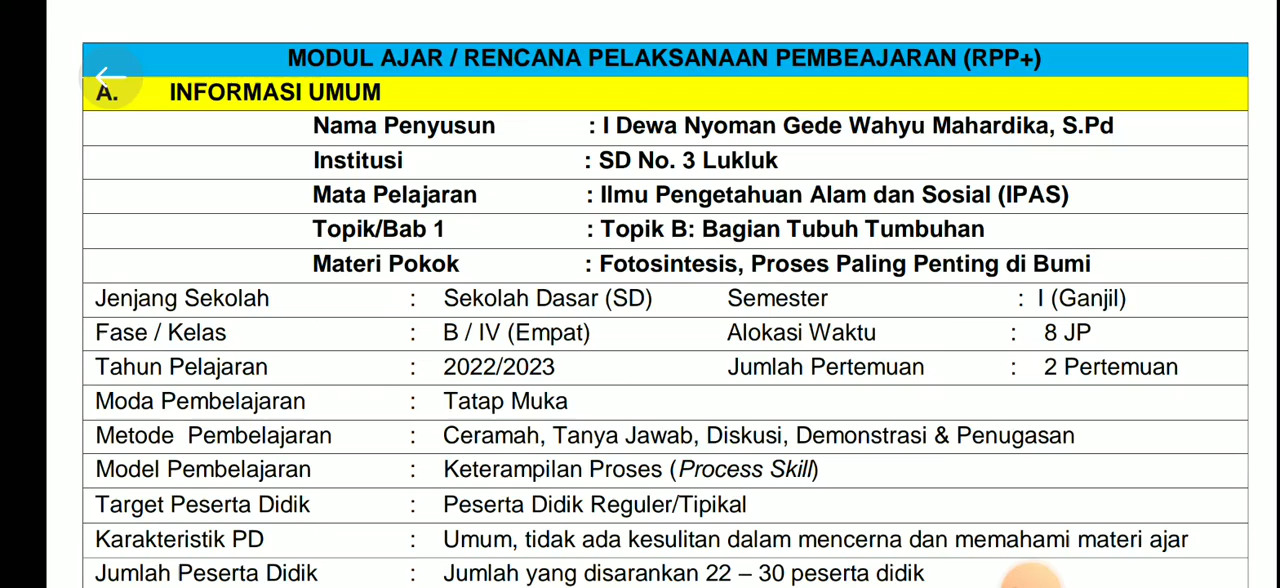 MODUL AJAR / RENCANA PELAKSANAAN PEMBEAJARAN (RPP+)
A. INFORMASI UMUM
Nama Penyusun : I Dewa Nyoman Gede Wahyu Mahardika, S.Pd
Institusi : SD No. 3 Lukluk
Mata Pelajaran : Ilmu Pengetahuan Alam dan Sosial (IPAS)
Topik/Bab 1 : Topik B: Bagian Tubuh Tumbuhan
Materi Pokok : Fotosintesis, Proses Paling Penting di Bumi
Jenjang Sekolah : Sekolah Dasar (SD) Semester : I (Ganjil)
Fase / Kelas : B / IV (Empat) Alokasi Waktu : 8 JP
Tahun Pelajaran : 2022/2023 Jumlah Pertemuan : 2 Pertemuan
Moda Pembelajaran : Tatap Muka
Metode Pembelajaran : Ceramah, Tanya Jawab, Diskusi, Demonstrasi & Penugasan
Model Pembelajaran : Keterampilan Proses (Process Skill)
Target Peserta Didik : Peserta Didik Reguler/Tipikal
Karakteristik PD : Umum, tidak ada kesulitan dalam mencerna dan memahami materi ajar
Jumlah Peserta Didik : Jumlah yang disarankan 22 – 30 peserta didik